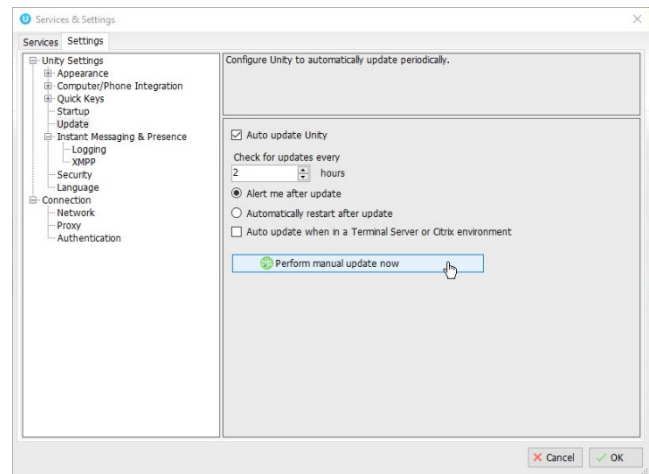 Services & Settings
Services Settings
Unity Settings
Appearance
Computer/Phone Integration
Quick Keys
Startup
Update
Instant Messaging & Presence
Logging
XMPP
Security
Language
Connection
Network
Proxy
Authentication
Configure Unity to automatically update periodically.
Auto update Unity
Check for updates every
2 hours
Alert me after update
Automatically restart after update
Auto update when in a Terminal Server or Citrix environment
Perform manual update now
Cancel OK